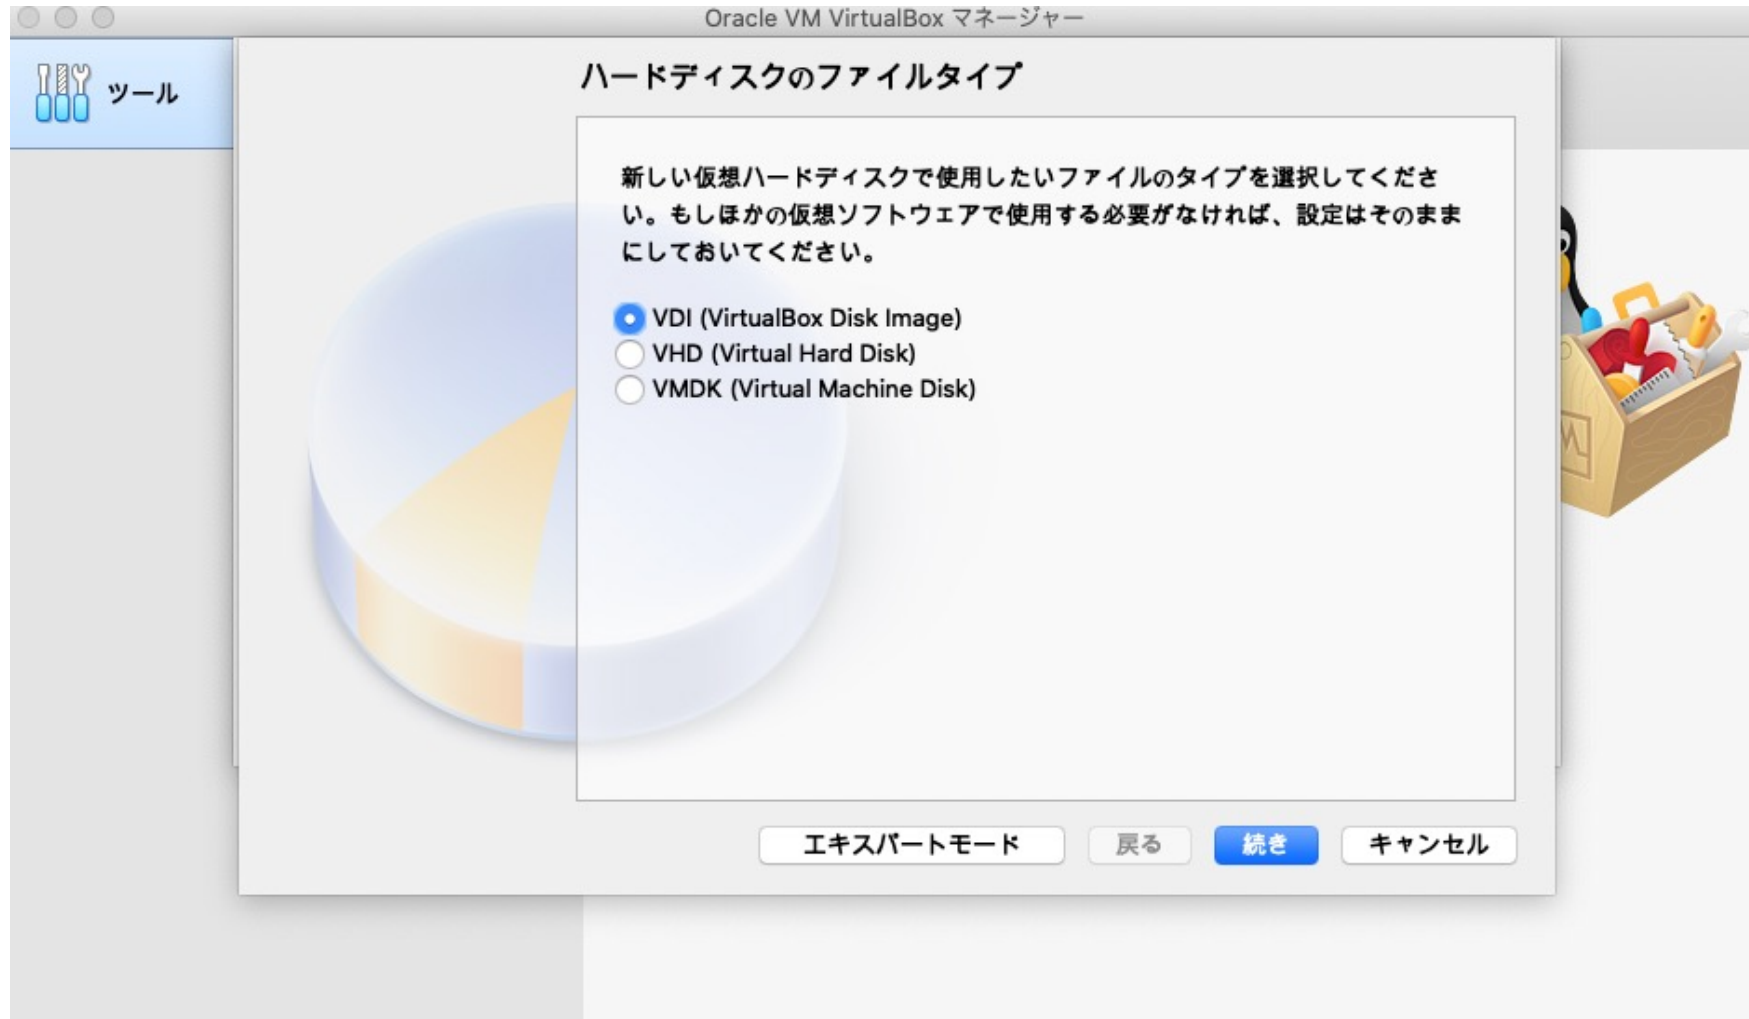 Oracle VM VirtualBox マネージャー
ツール
ハードディスクのファイルタイプ
新しい仮想ハードディスクで使用したいファイルのタイプを選択してくださ
い。もしほかの仮想ソフトウェアで使用する必要がなければ、設定はそのまま
にしておいてください。
VDI (VirtualBox Disk Image)
VHD (Virtual Hard Disk)
VMDK (Virtual Machine Disk)
エキスパートモード
戻る
続き
キャンセル